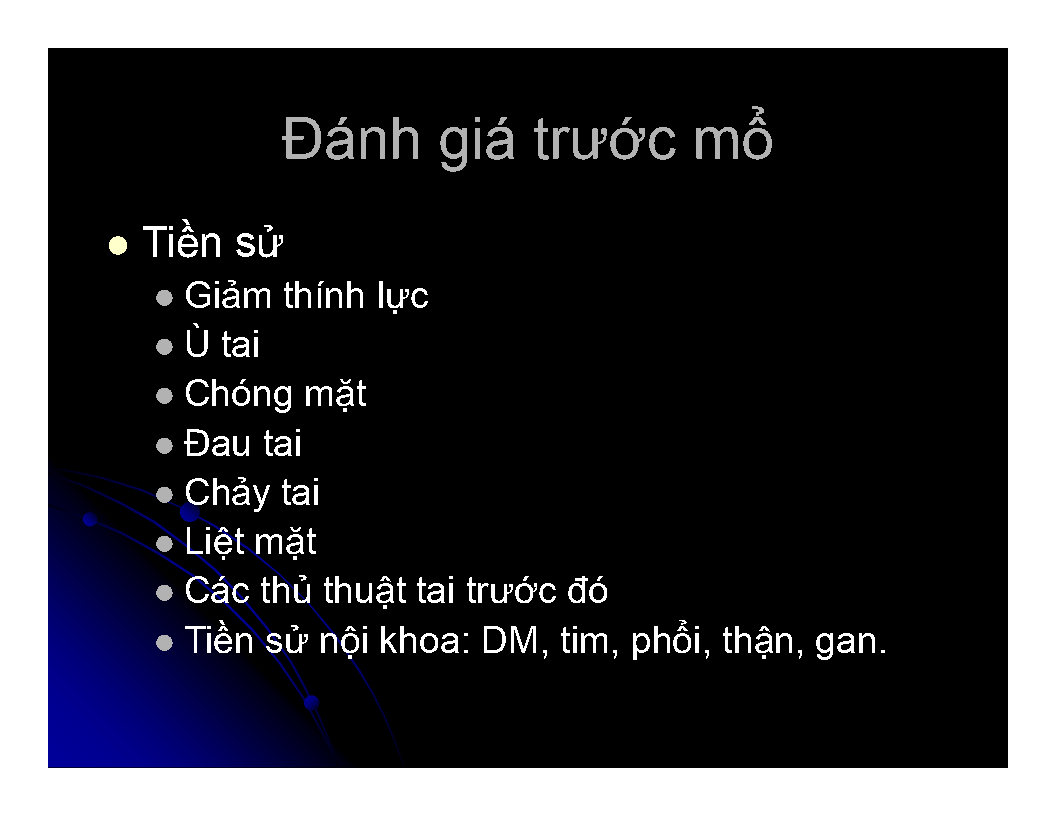 Đánh giá trước mổ
Tiền sử
Giảm thính lực
Ù tai
Chóng mặt
Đau tai
Chảy tai
Liệt mặt
Các thủ thuật tai trước đó
Tiền sử nội khoa: DM, tim, phổi, thận, gan.